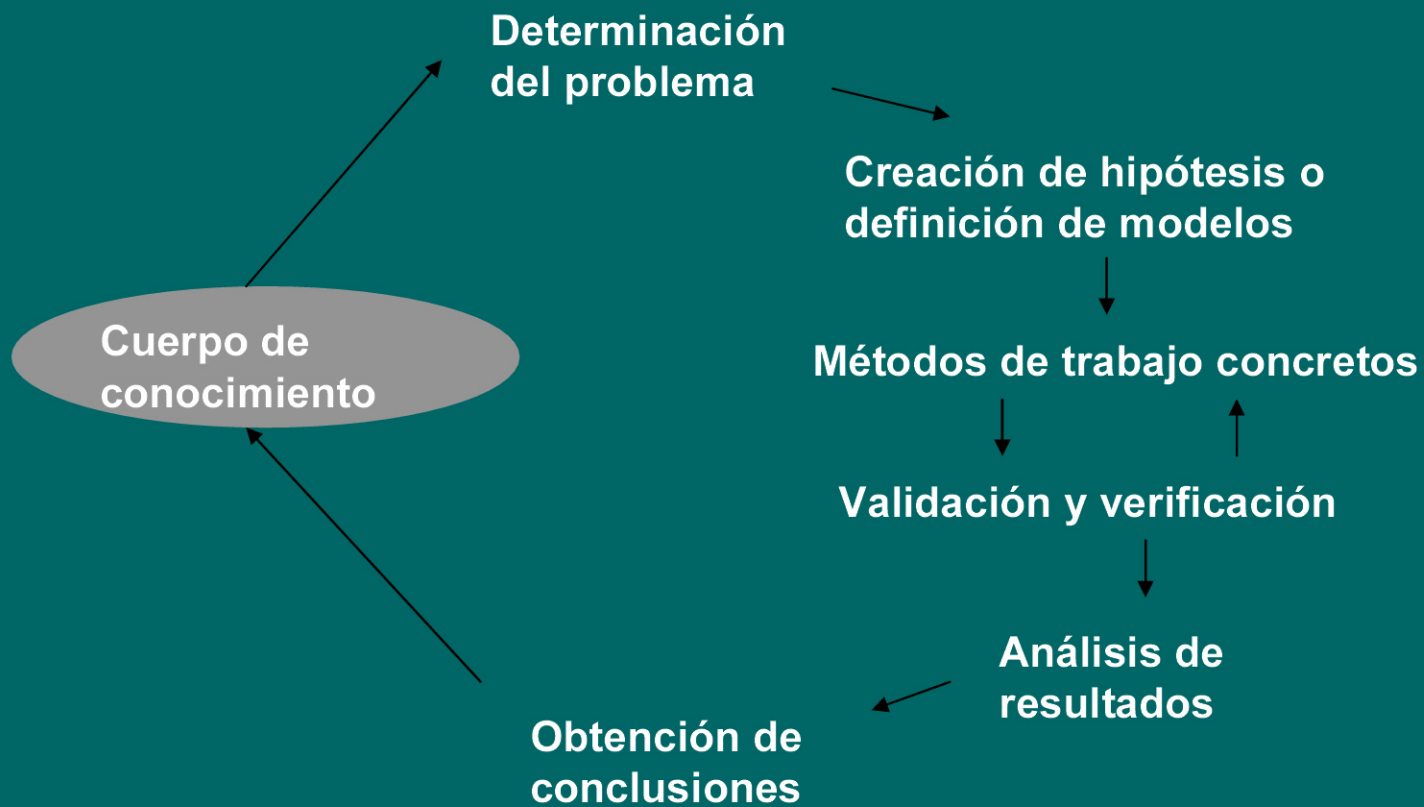 Determinación
del problema
Creación de hipótesis o
definición de modelos
Cuerpo de
conocimiento
Métodos de trabajo concretos
Validación y verificación
Análisis de
resultados
Obtención de
conclusiones